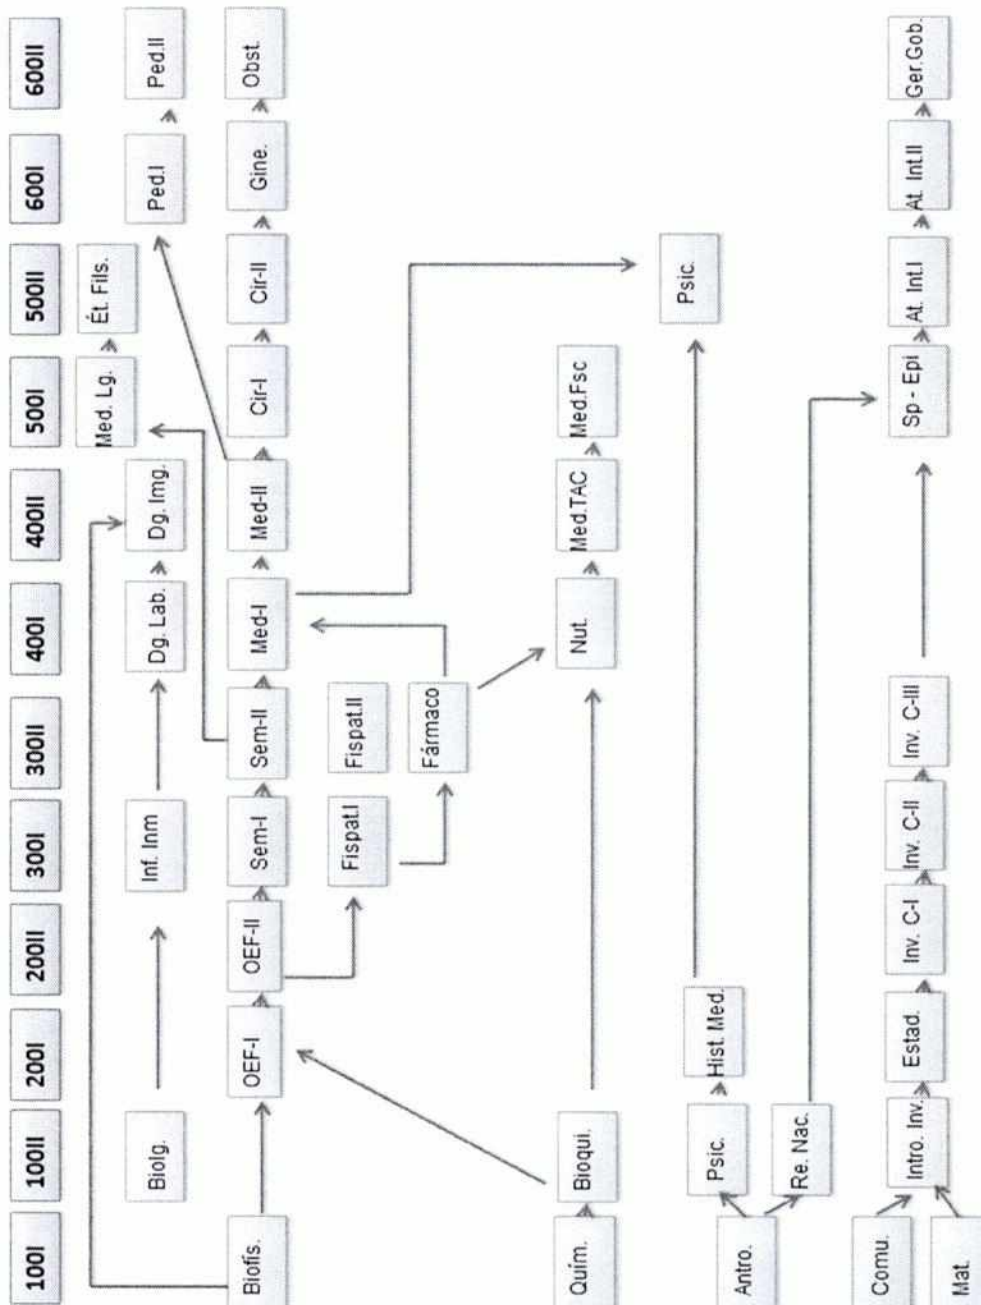 100I 100II 200I 200II 300I 300II 400I 400II 500I 500II 600I 600II
Med. Lg. Ét. Fils.
Biolg. Inf. Inm Dg. Lab. Dg. Img. Ped.I Ped.II
Biofís. OEF-I OEF-II Sem-I Sem-II Med-I Med-II Cir-I Cir-II Gine. Obst.
Fispat.I Fispat.II
Fármaco
Quím. Bioqui. Nut. Med.TAC Med.Fsc
Psic. Hist. Med. Psic.
Antro.
Re. Nac.
Comu.
Intro. Inv. Estad. Inv. C-I Inv. C-II Inv. C-III Sp - Epi At. Int.I At. Int.II Ger.Gob.
Mat.